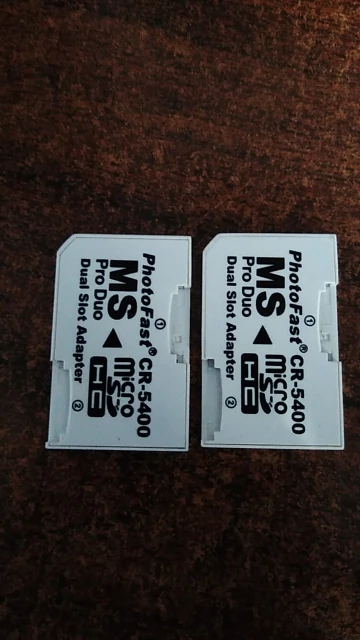 PhotoFast® CR-5400
MS ◀ Micro SD HC
Pro Duo
Dual Slot Adapter
①
②
PhotoFast® CR-5400
MS ◀ Micro SD HC
Pro Duo
Dual Slot Adapter
①
②